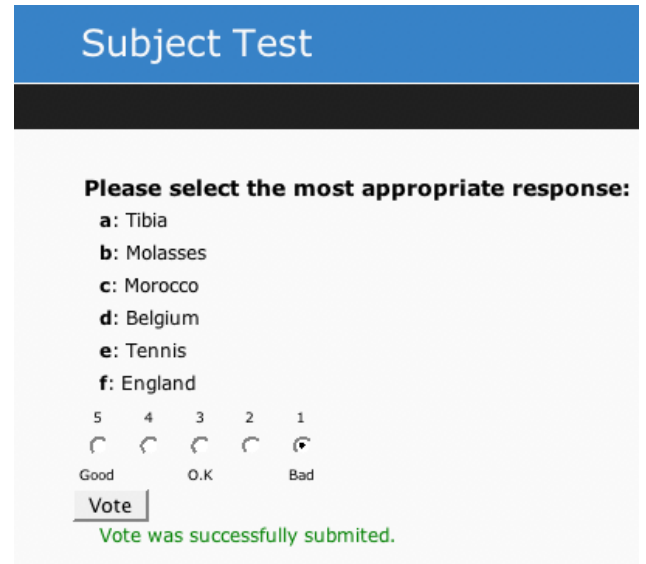 Subject Test
Please select the most appropriate response:
a: Tibia
b: Molasses
c: Morocco
d: Belgium
e: Tennis
f: England
5 4 3 2 1
Good O.K Bad
Vote
Vote was successfully submited.